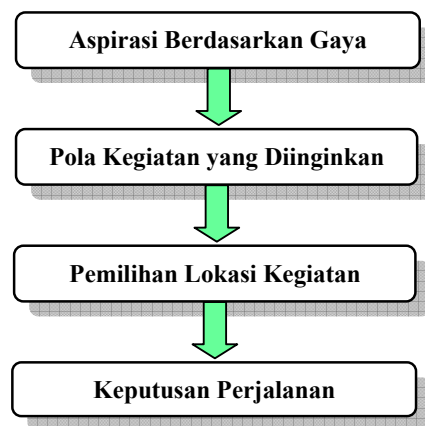 Aspirasi Berdasarkan Gaya
Pola Kegiatan yang Diinginkan
Pemilihan Lokasi Kegiatan
Keputusan Perjalanan